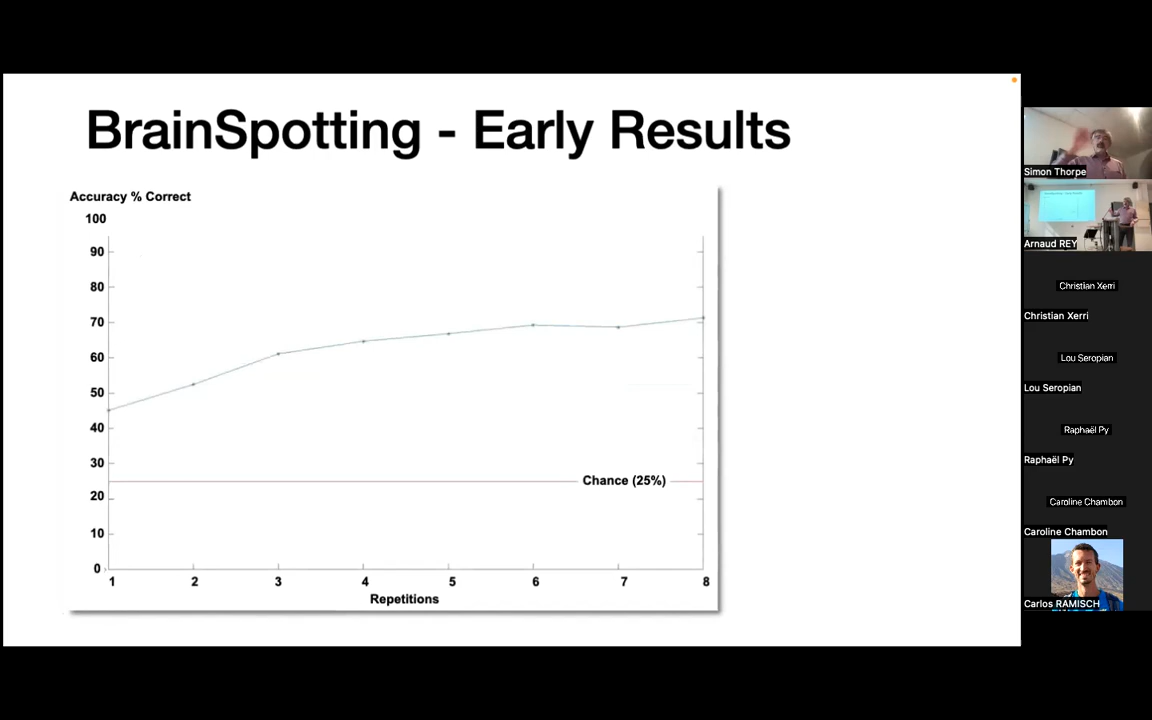 BrainSpotting - Early Results
Accuracy % Correct
100
90
80
70
60
50
40
30
20
10
0
1 2 3 4 5 6 7 8
Repetitions
Chance (25%)
Simon Thorpe
Arnaud REY
Christian Xerri
Christian Xerri
Lou Seropian
Lou Seropian
Raphaël Py
Raphaël Py
Caroline Chambon
Caroline Chambon
Carlos RAMISCH